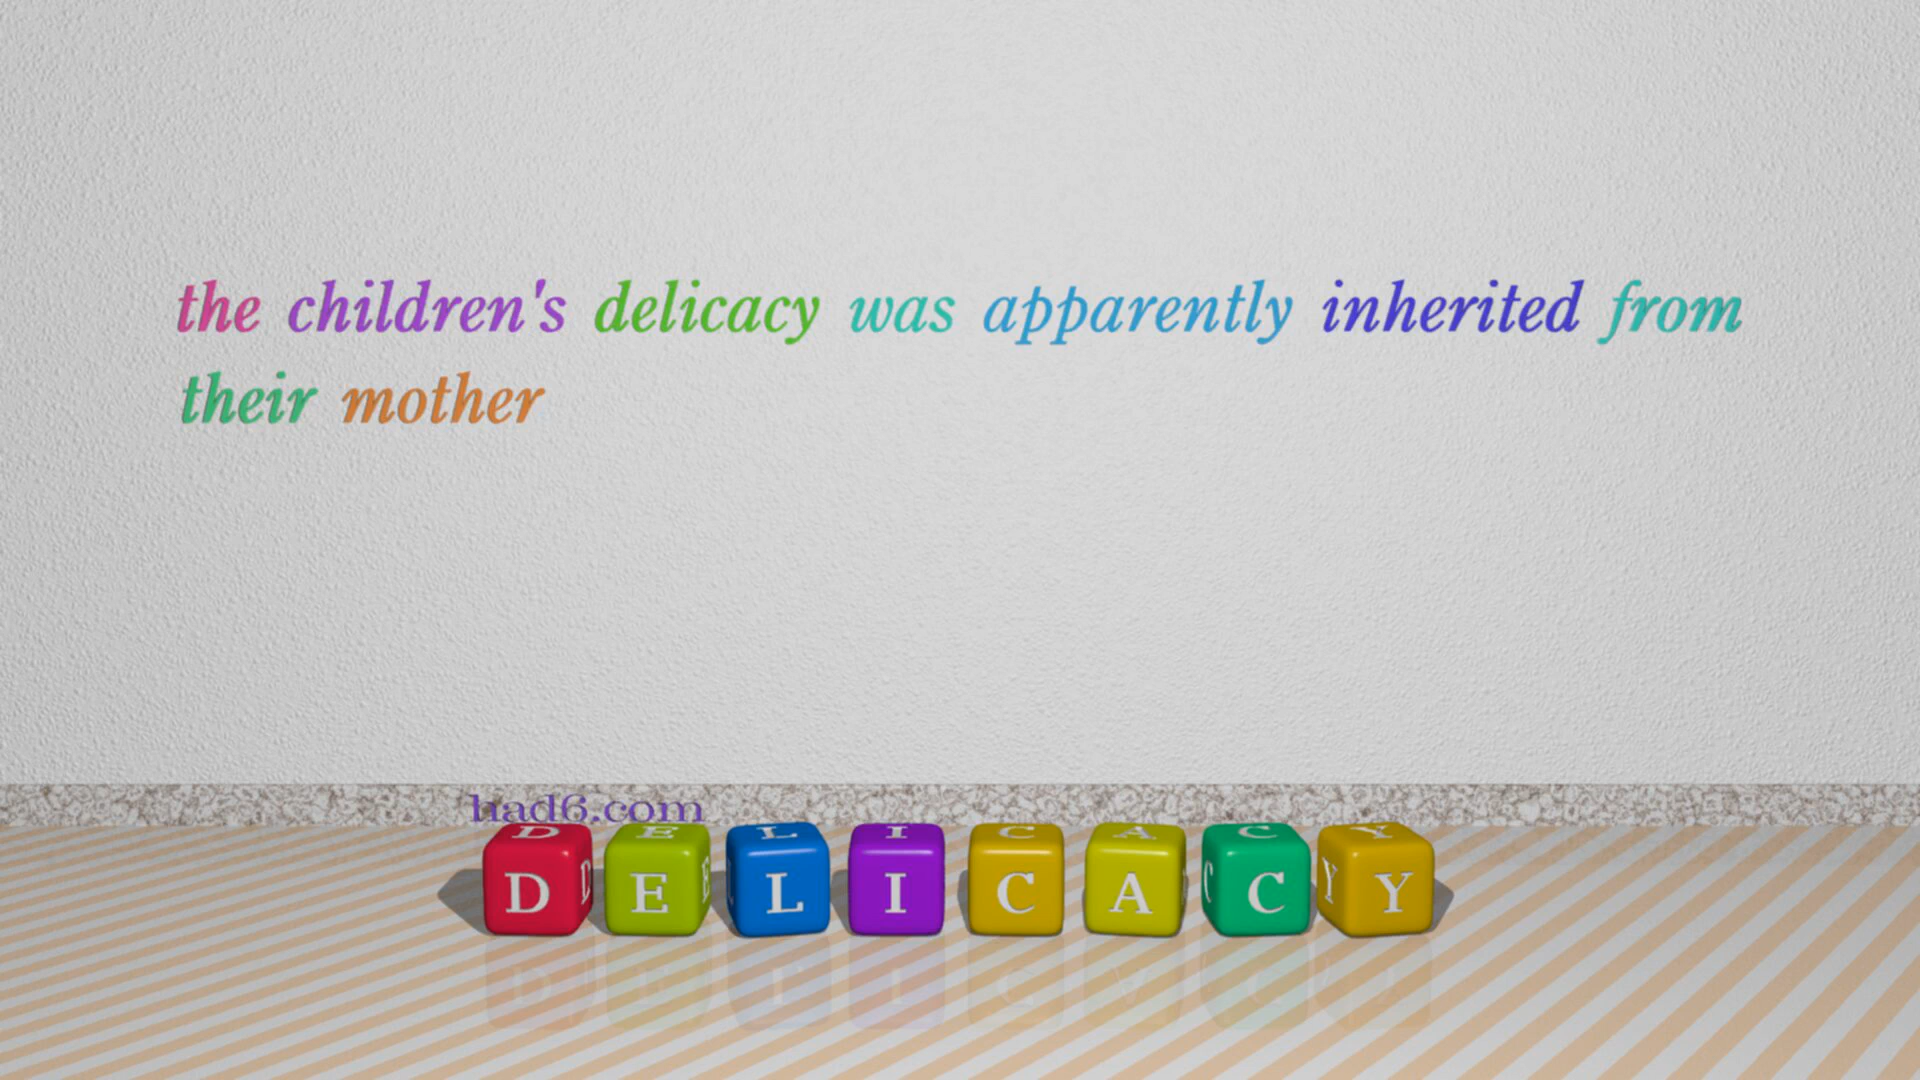 the children's delicacy was apparently inherited from
their mother
had6.com
DELICACY